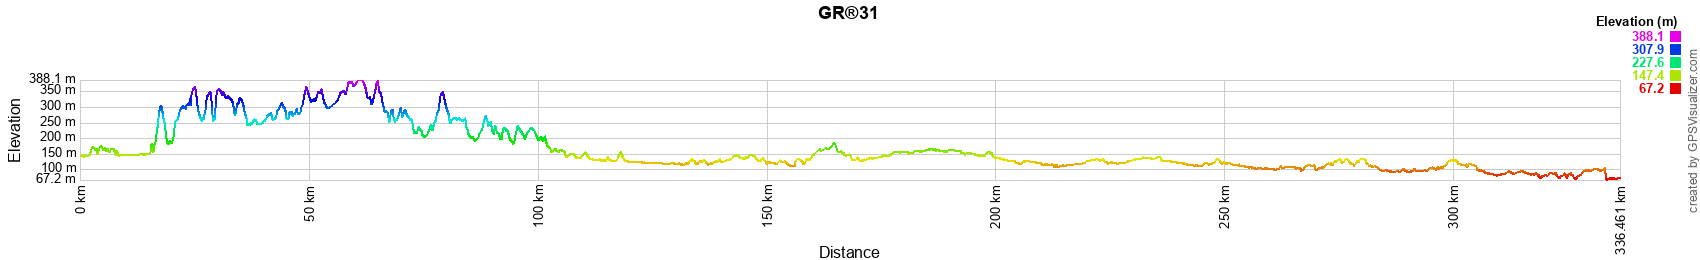 GR®31
Elevation (m)
388.1
307.9
227.6
147.4
67.2
388.1 m
350 m
300 m
250 m
200 m
150 m
100 m
67.2 m
Elevation
0 km
50 km
100 km
150 km
200 km
250 km
300 km
336.461 km
Distance
created by GPSVisualizer.com